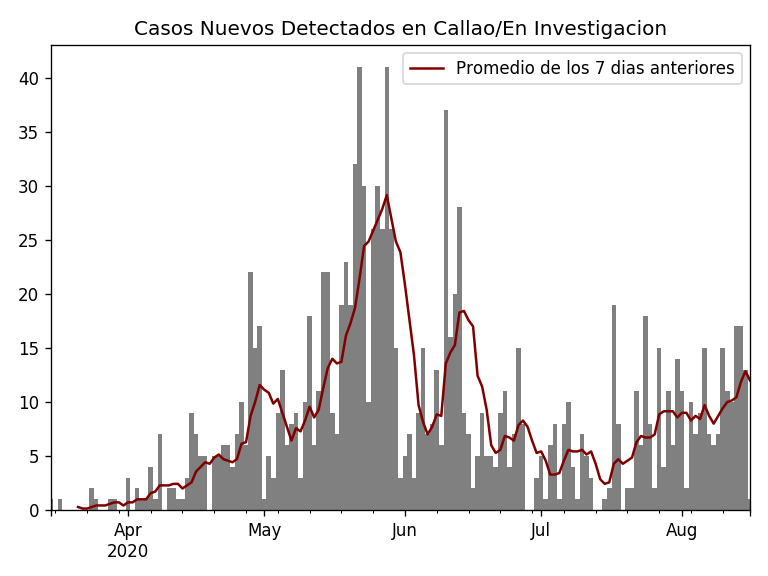 Casos Nuevos Detectados en Callao/En Investigacion
Promedio de los 7 dias anteriores
40
35
30
25
20
15
10
5
0
Apr
2020
May
Jun
Jul
Aug